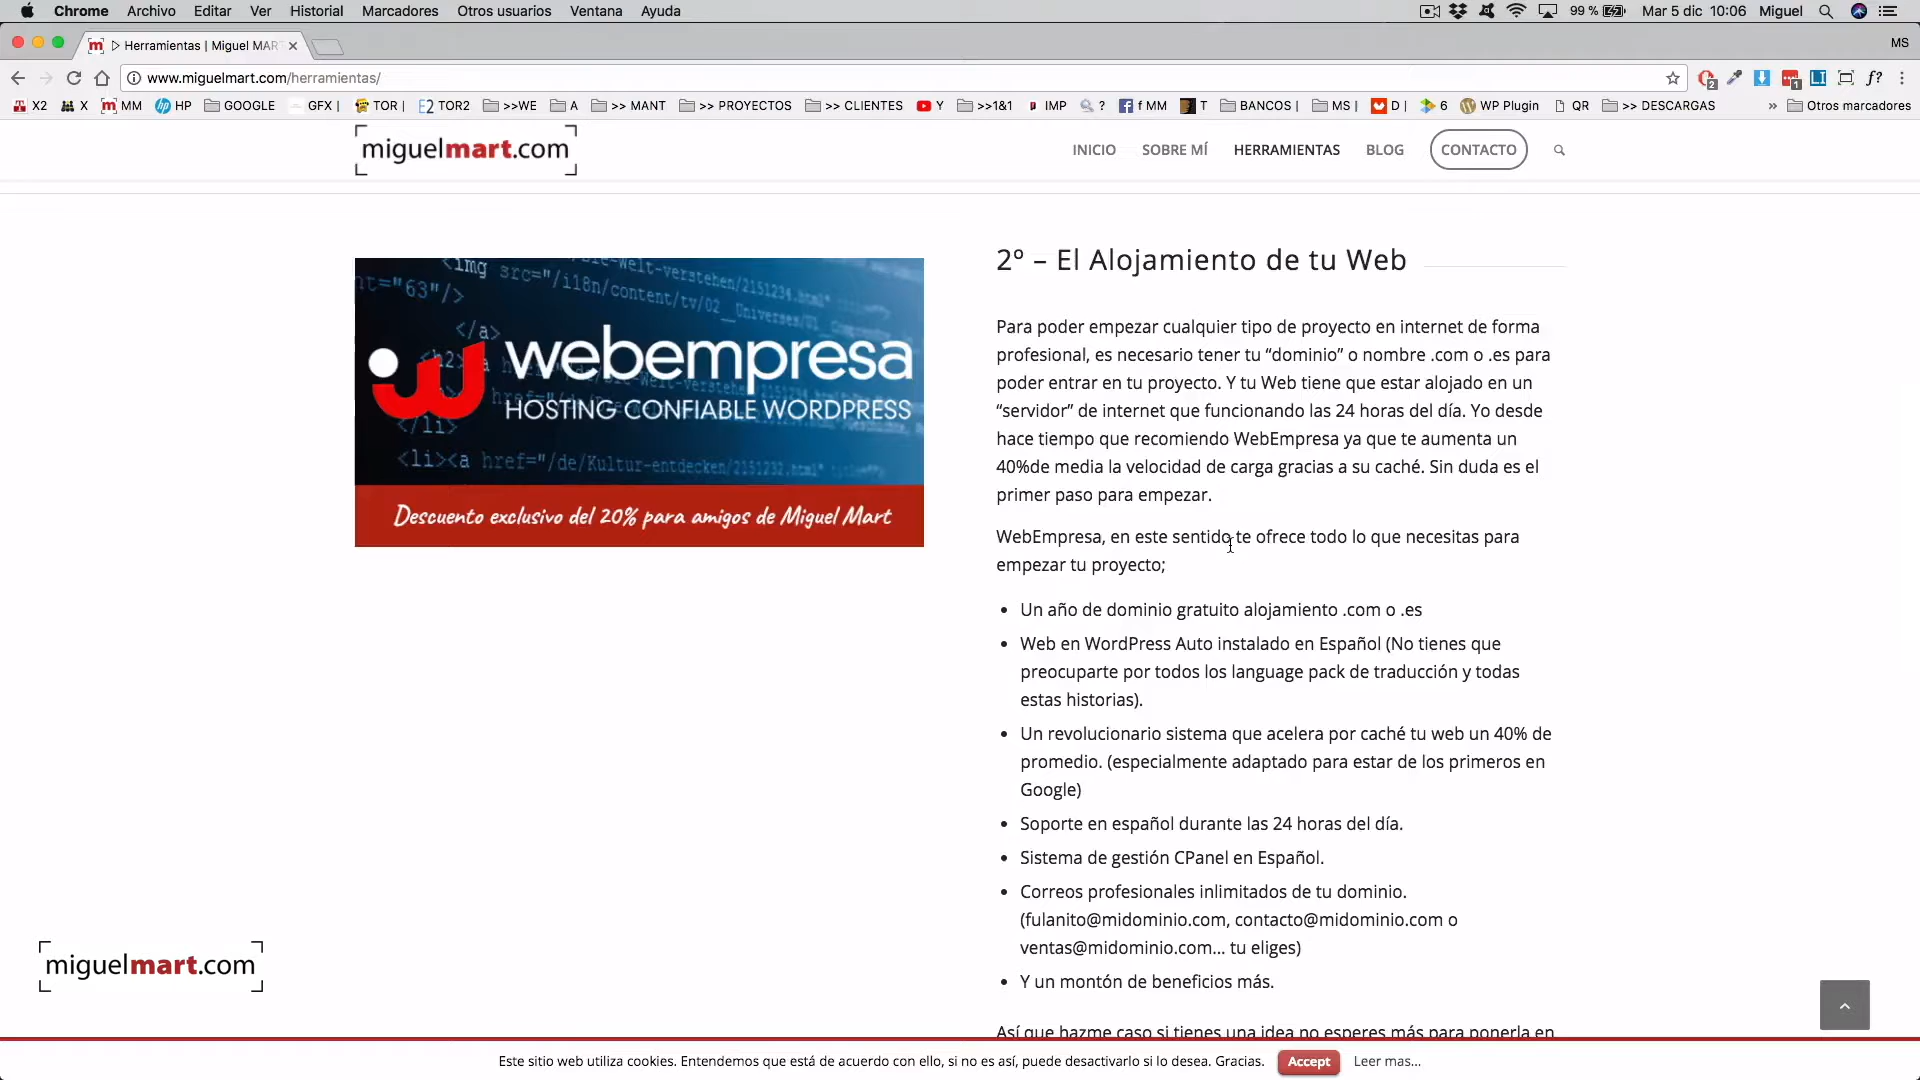 Chrome Archivo Editar Ver Historial Marcadores Otros usuarios Ventana Ayuda 99 % Mar 5 dic 10:06 Miguel
Herramientas | Miguel MAR MS
www.miguelmart.com/herramientas/
X2 X MM HP GOOGLE GFX | TOR | TOR2 >>WE A >> MANT >> PROYECTOS >> CLIENTES Y >>1&1 IMP ? f MM T BANCOS | MS | D | 6 WP Plugin QR >> DESCARGAS » Otros marcadores
miguelmart.com INICIO SOBRE MÍ HERRAMIENTAS BLOG CONTACTO
webempresa
HOSTING CONFIABLE WORDPRESS
Descuento exclusivo del 20% para amigos de Miguel Mart
2º – El Alojamiento de tu Web
Para poder empezar cualquier tipo de proyecto en internet de forma
profesional, es necesario tener tu “dominio” o nombre .com o .es para
poder entrar en tu proyecto. Y tu Web tiene que estar alojado en un
“servidor” de internet que funcionando las 24 horas del día. Yo desde
hace tiempo que recomiendo WebEmpresa ya que te aumenta un
40%de media la velocidad de carga gracias a su caché. Sin duda es el
primer paso para empezar.
WebEmpresa, en este sentido te ofrece todo lo que necesitas para
empezar tu proyecto;
• Un año de dominio gratuito alojamiento .com o .es
• Web en WordPress Auto instalado en Español (No tienes que
preocuparte por todos los language pack de traducción y todas
estas historias).
• Un revolucionario sistema que acelera por caché tu web un 40% de
promedio. (especialmente adaptado para estar de los primeros en
Google)
• Soporte en español durante las 24 horas del día.
• Sistema de gestión CPanel en Español.
• Correos profesionales inlimitados de tu dominio.
(fulanito@midominio.com, contacto@midominio.com o
ventas@midominio.com... tu eliges)
• Y un montón de beneficios más.
Así que hazme caso si tienes una idea no esperes más para ponerla en
miguelmart.com
Este sitio web utiliza cookies. Entendemos que está de acuerdo con ello, si no es así, puede desactivarlo si lo desea. Gracias. Accept Leer mas...